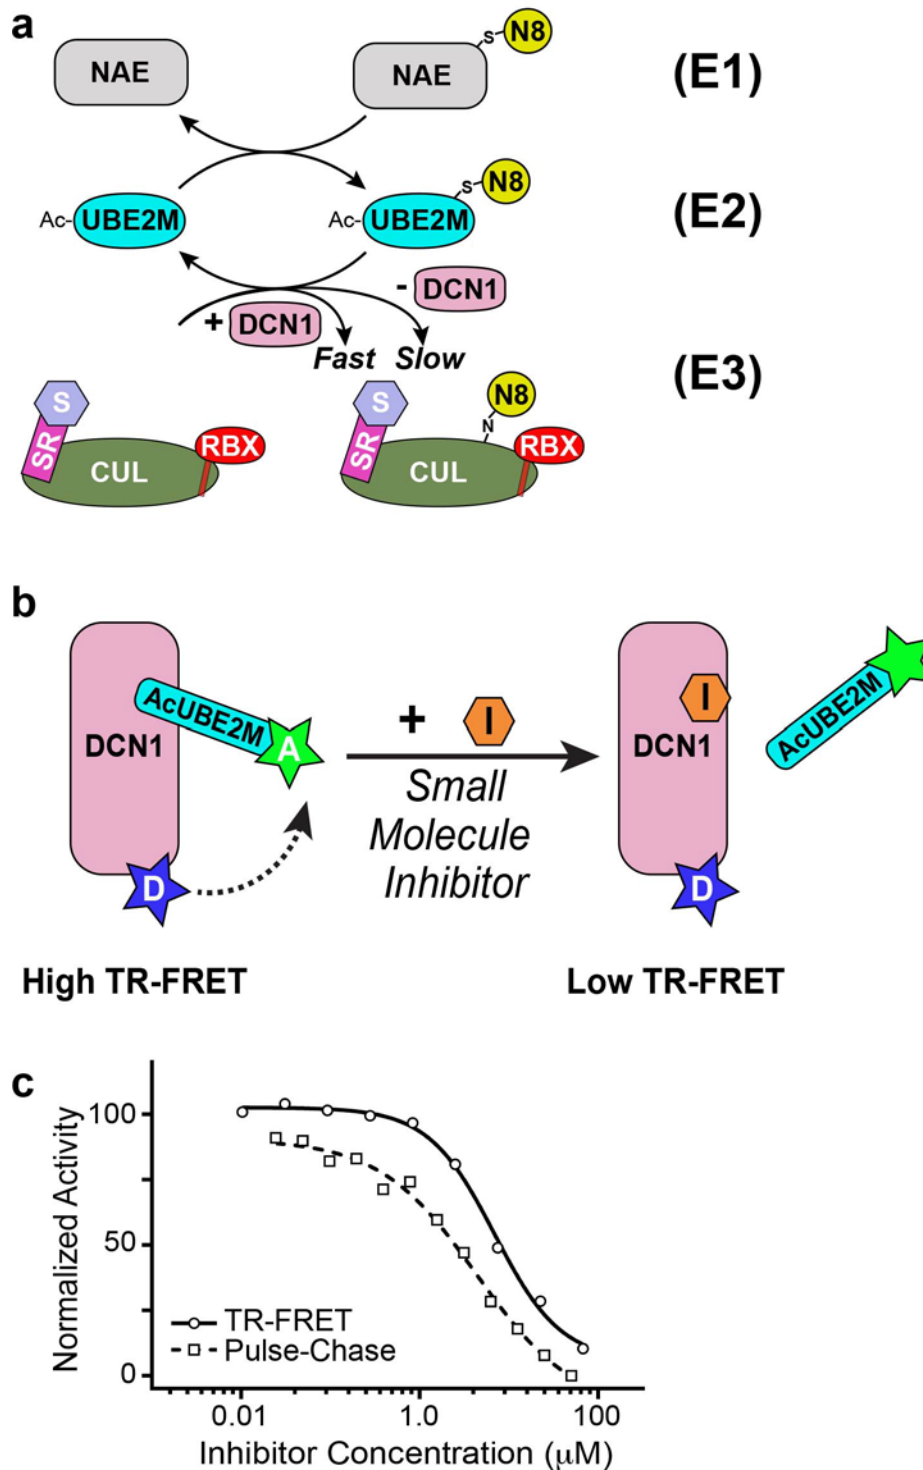 a
N8
S
NAE
NAE
(E1)
N8
S
Ac-
UBE2M
Ac-
UBE2M
(E2)
- DCN1
+ DCN1
Fast Slow
(E3)
S
S
N8
N
SR
SR
RBX
RBX
CUL
CUL
b
DCN1
AcUBE2M
A
D
+ I
Small
Molecule
Inhibitor
I
DCN1
AcUBE2M
D
High TR-FRET
Low TR-FRET
c
Normalized Activity
100
50
0
TR-FRET
Pulse-Chase
0.01
1.0
100
Inhibitor Concentration (μM)